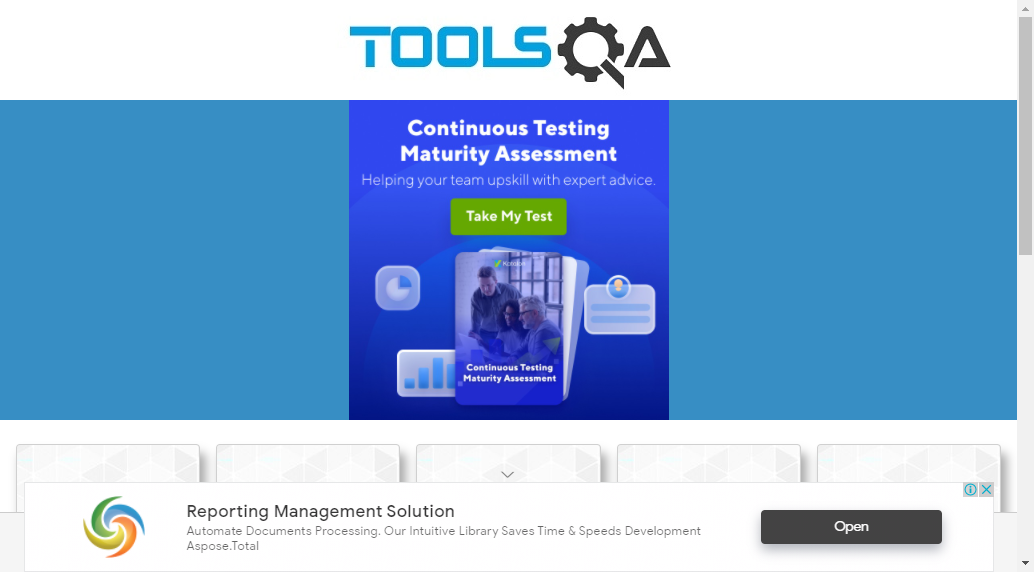 TOOLSQA
Continuous Testing
Maturity Assessment
Helping your team upskill with expert advice.
Take My Test
Continuous Testing
Maturity Assessment
Reporting Management Solution
Automate Documents Processing. Our Intuitive Library Saves Time & Speeds Development
Aspose.Total
Open